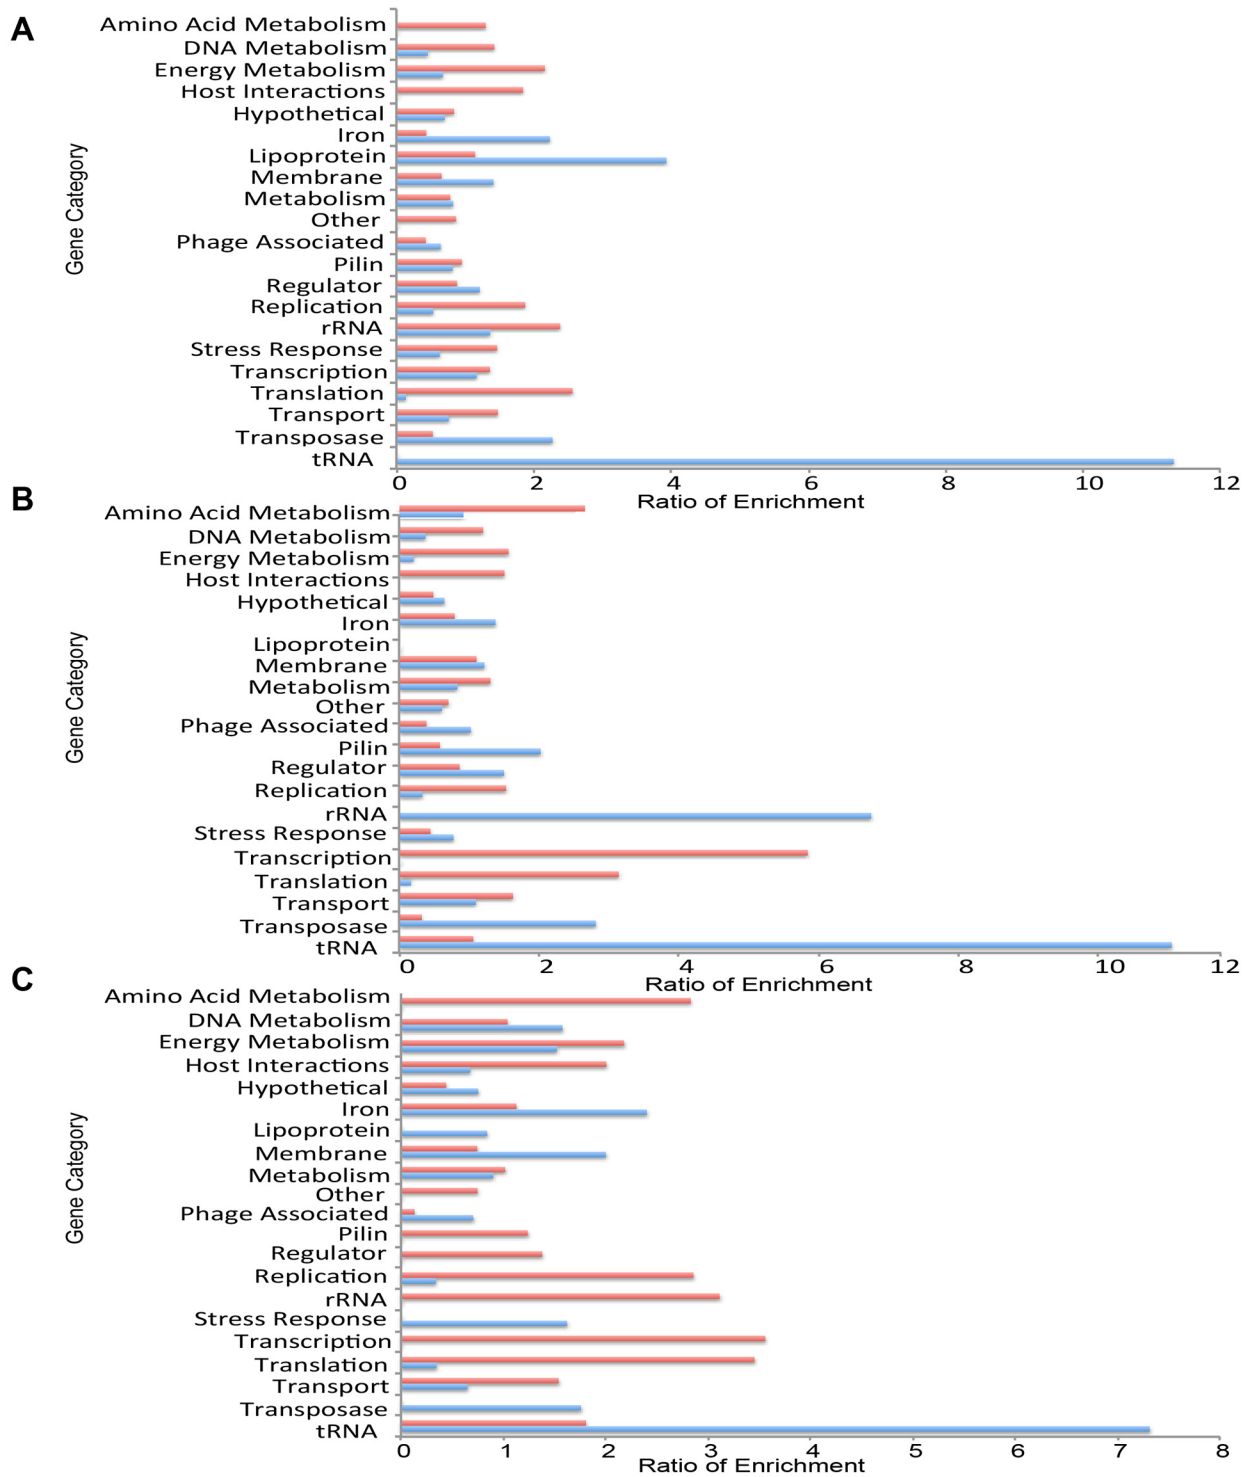 A
Gene Category
Amino Acid Metabolism
DNA Metabolism
Energy Metabolism
Host Interactions
Hypothetical
Iron
Lipoprotein
Membrane
Metabolism
Other
Phage Associated
Pilin
Regulator
Replication
rRNA
Stress Response
Transcription
Translation
Transport
Transposase
tRNA
0 2 4 6 8 10 12
Ratio of Enrichment
B
Gene Category
Amino Acid Metabolism
DNA Metabolism
Energy Metabolism
Host Interactions
Hypothetical
Iron
Lipoprotein
Membrane
Metabolism
Other
Phage Associated
Pilin
Regulator
Replication
rRNA
Stress Response
Transcription
Translation
Transport
Transposase
tRNA
0 2 4 6 8 10 12
Ratio of Enrichment
C
Gene Category
Amino Acid Metabolism
DNA Metabolism
Energy Metabolism
Host Interactions
Hypothetical
Iron
Lipoprotein
Membrane
Metabolism
Other
Phage Associated
Pilin
Regulator
Replication
rRNA
Stress Response
Transcription
Translation
Transport
Transposase
tRNA
0 1 2 3 4 5 6 7 8
Ratio of Enrichment